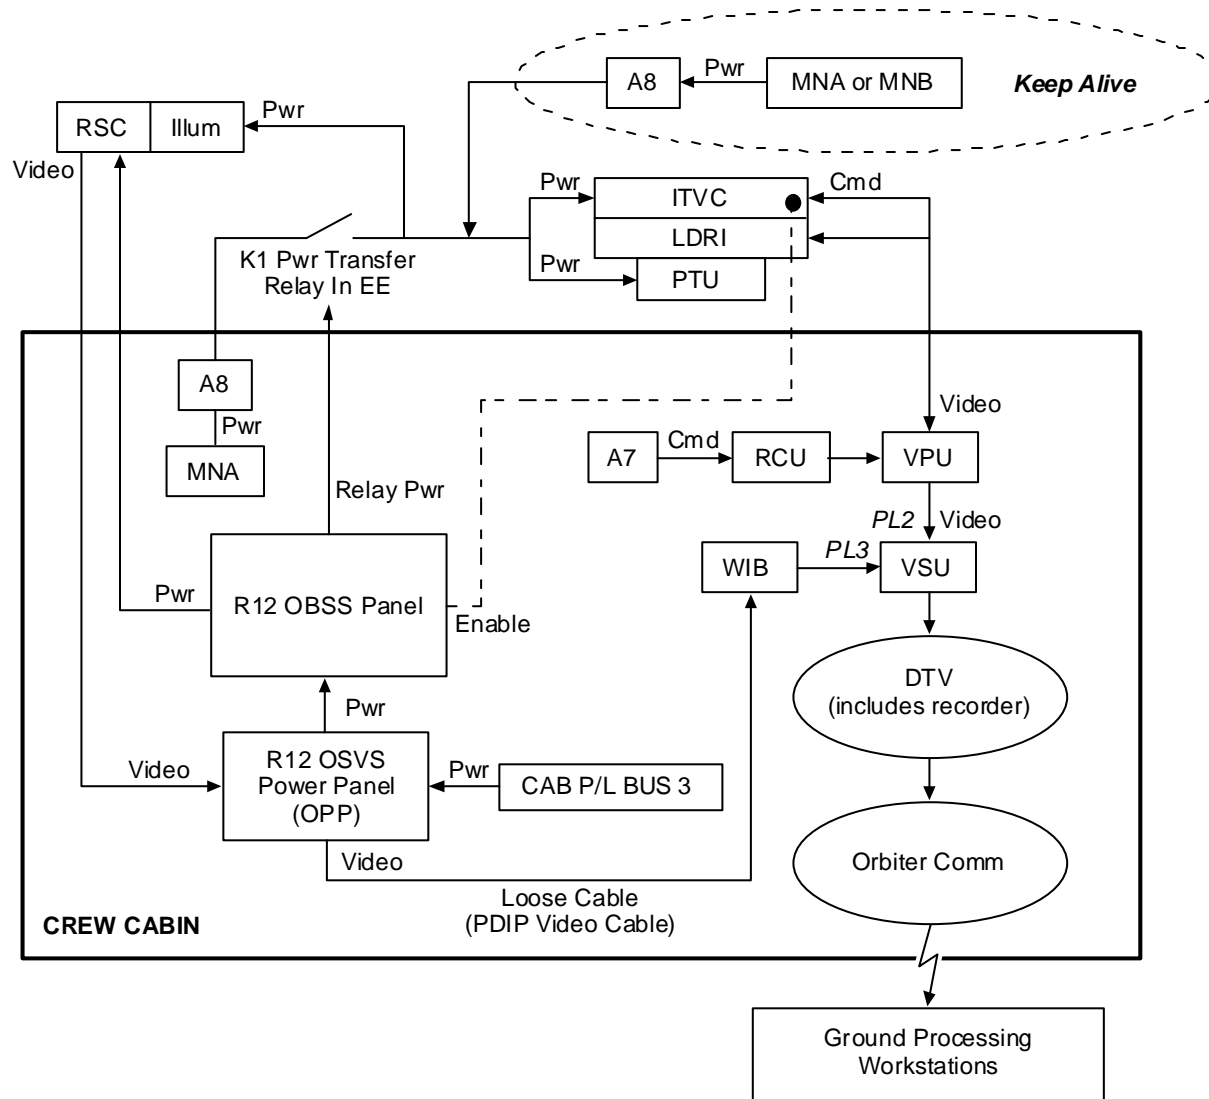 A8
Pwr
MNA or MNB
Keep Alive
RSC
Illum
Pwr
Video
Pwr
ITVC
Cmd
LDRI
Pwr
PTU
K1 Pwr Transfer
Relay In EE
A8
Pwr
MNA
Relay Pwr
Video
A7
Cmd
RCU
VPU
PL2
Video
WIB
PL3
VSU
Pwr
R12 OBSS Panel
Enable
DTV
(includes recorder)
Pwr
R12 OSVS
Power Panel
(OPP)
Video
Pwr
CAB P/L BUS 3
Video
Orbiter Comm
Loose Cable
(PDIP Video Cable)
CREW CABIN
Ground Processing
Workstations